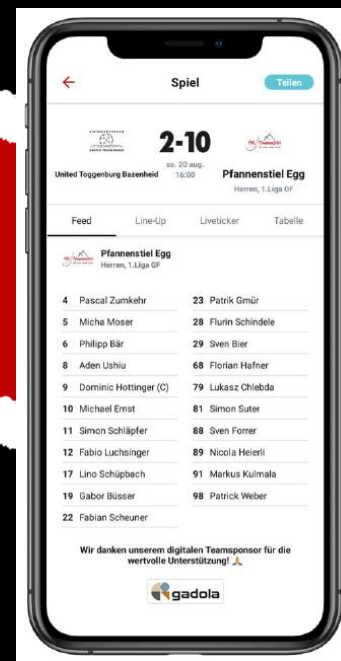 Spiel
Teilen
2-10
so. 20 aug.
16:00
United Toggenburg Bazenheid
Pfannenstiel Egg
Herren, 1.Liga GF
Feed
Line-Up
Liveticker
Tabelle
Pfannenstiel Egg
Herren, 1.Liga GF
4 Pascal Zumkehr
5 Micha Moser
6 Philipp Bär
8 Aden Ushiu
9 Dominic Hottinger (C)
10 Michael Ernst
11 Simon Schläpfer
12 Fabio Luchsinger
17 Lino Schüpbach
19 Gabor Büsser
22 Fabian Scheuner
23 Patrik Gmür
28 Flurin Schindele
29 Sven Bier
68 Florian Hafner
79 Lukasz Chlebda
81 Simon Suter
88 Sven Forrer
89 Nicola Heierli
91 Markus Kulmala
98 Patrick Weber
Wir danken unserem digitalen Teamsponsor für die
wertvolle Unterstützung! 🙏
gadola